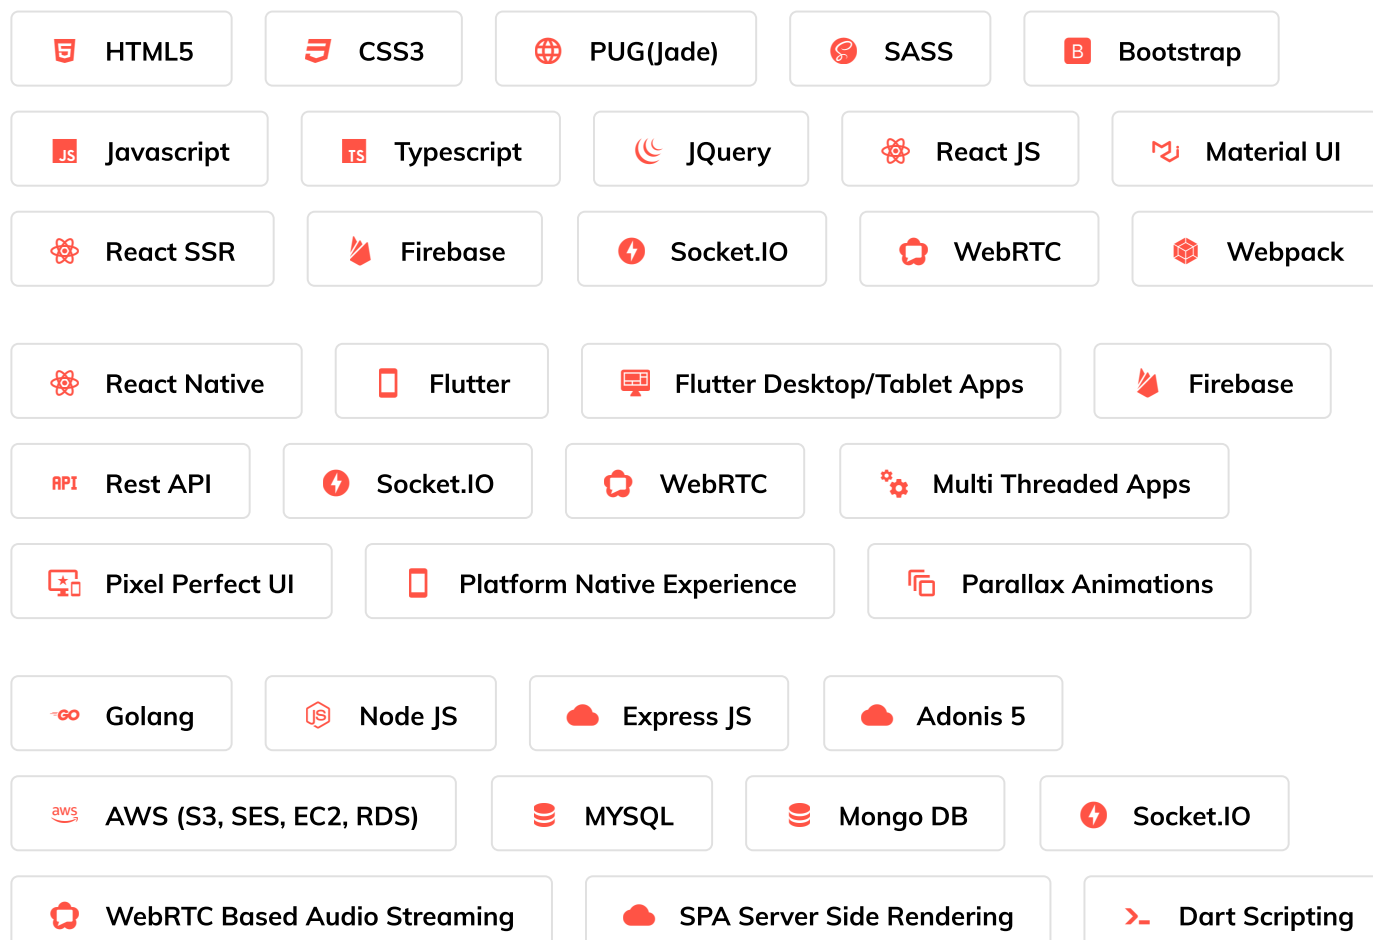 HTML5 CSS3 PUG(Jade) SASS B Bootstrap
JS Javascript TS Typescript JQuery React JS Material UI
React SSR Firebase Socket.IO WebRTC Webpack
React Native Flutter Flutter Desktop/Tablet Apps Firebase
API Rest API Socket.IO WebRTC Multi Threaded Apps
Pixel Perfect UI Platform Native Experience Parallax Animations
GO Golang JS Node JS Express JS Adonis 5
aws AWS (S3, SES, EC2, RDS) MYSQL Mongo DB Socket.IO
WebRTC Based Audio Streaming SPA Server Side Rendering Dart Scripting